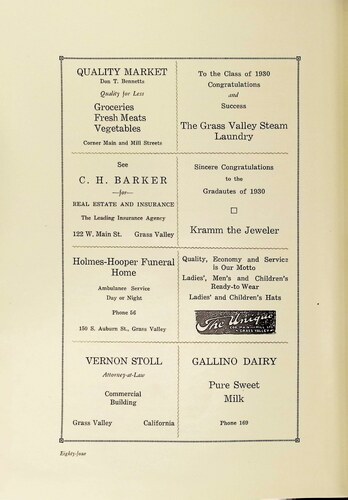 QUALITY MARKET
Don T. Bennetts
Quality for Less
Groceries
Fresh Meats
Vegetables
Corner Main and Mill Streets
To the Class of 1930
Congratulations
and
Success
The Grass Valley Steam
Laundry
See
C. H. BARKER
—for—
REAL ESTATE AND INSURANCE
The Leading Insurance Agency
122 W. Main St. Grass Valley
Sincere Congratulations
to the
Gradautes of 1930
Kramm the Jeweler
Holmes-Hooper Funeral
Home
Ambulance Service
Day or Night
Phone 56
150 S. Auburn St., Grass Valley
Quality, Economy and Service
is Our Motto
Ladies', Men's and Children's
Ready-to Wear
Ladies' and Children's Hats
The Unique
GRASS VALLEY
VERNON STOLL
Attorney-at-Law
Commercial
Building
Grass Valley California
GALLINO DAIRY
Pure Sweet
Milk
Phone 169
Eighty-four